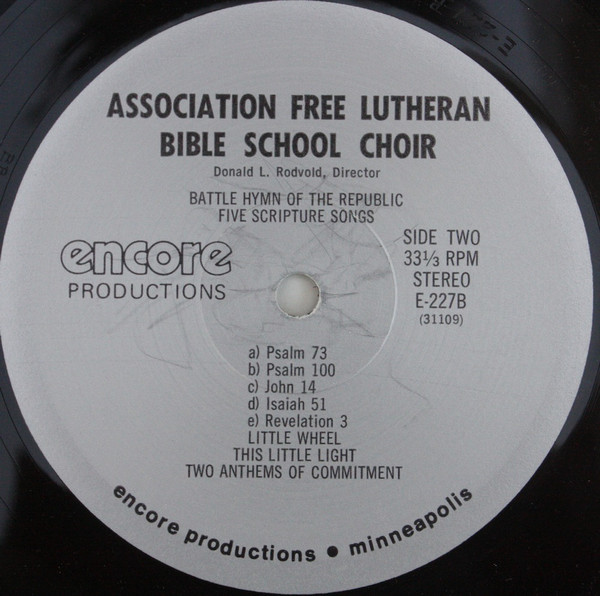 ASSOCIATION FREE LUTHERAN
BIBLE SCHOOL CHOIR
Donald L. Rodvold, Director
BATTLE HYMN OF THE REPUBLIC
FIVE SCRIPTURE SONGS
encore
PRODUCTIONS
SIDE TWO
33⅓ RPM
STEREO
E-227B
(31109)
a) Psalm 73
b) Psalm 100
c) John 14
d) Isaiah 51
e) Revelation 3
LITTLE WHEEL
THIS LITTLE LIGHT
TWO ANTHEMS OF COMMITMENT
encore productions • minneapolis